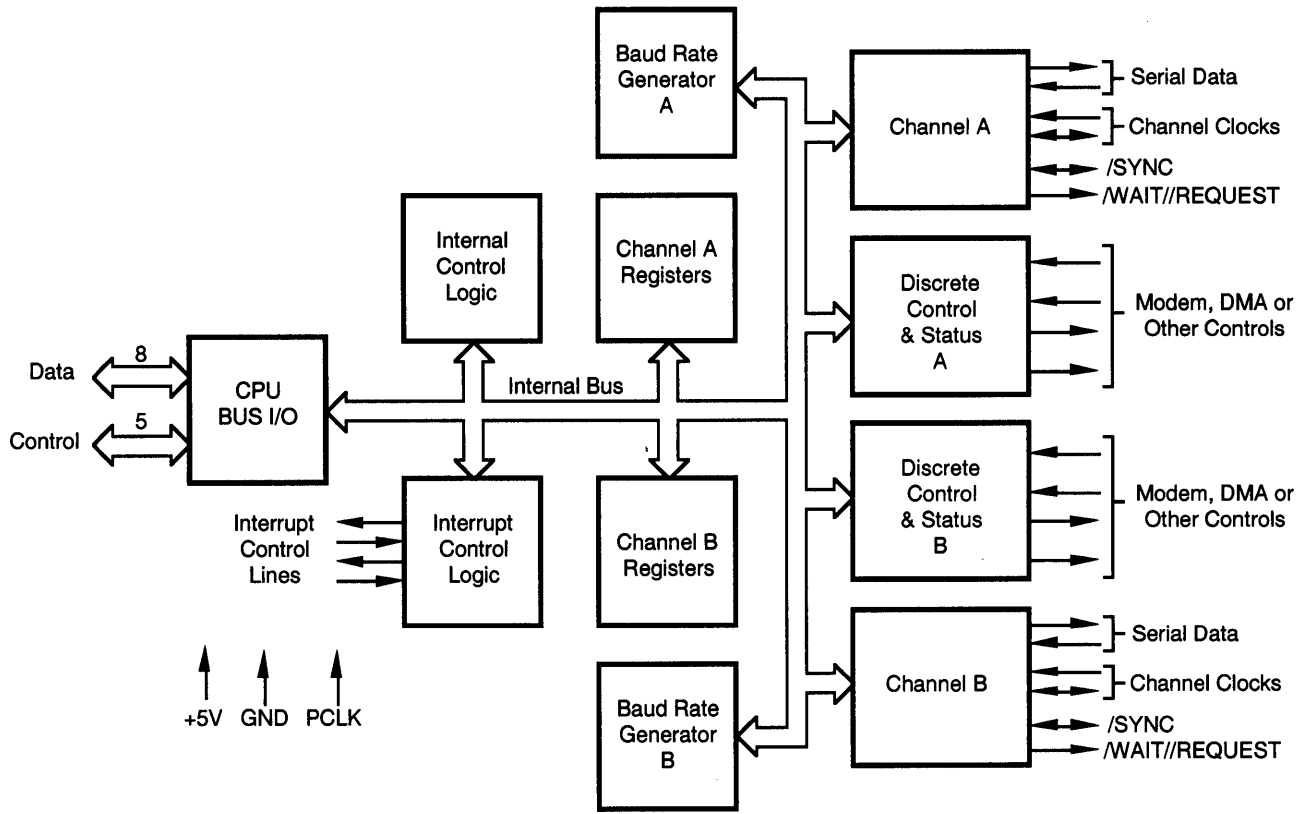 Baud Rate
Generator
A
Channel A
Serial Data
Channel Clocks
/SYNC
/WAIT//REQUEST
Internal
Control
Logic
Channel A
Registers
Discrete
Control
& Status
A
Modem, DMA or
Other Controls
Data
8
Control
5
CPU
BUS I/O
Internal Bus
Interrupt
Control
Lines
Interrupt
Control
Logic
Channel B
Registers
Discrete
Control
& Status
B
Modem, DMA or
Other Controls
+5V
GND
PCLK
Baud Rate
Generator
B
Channel B
Serial Data
Channel Clocks
/SYNC
/WAIT//REQUEST